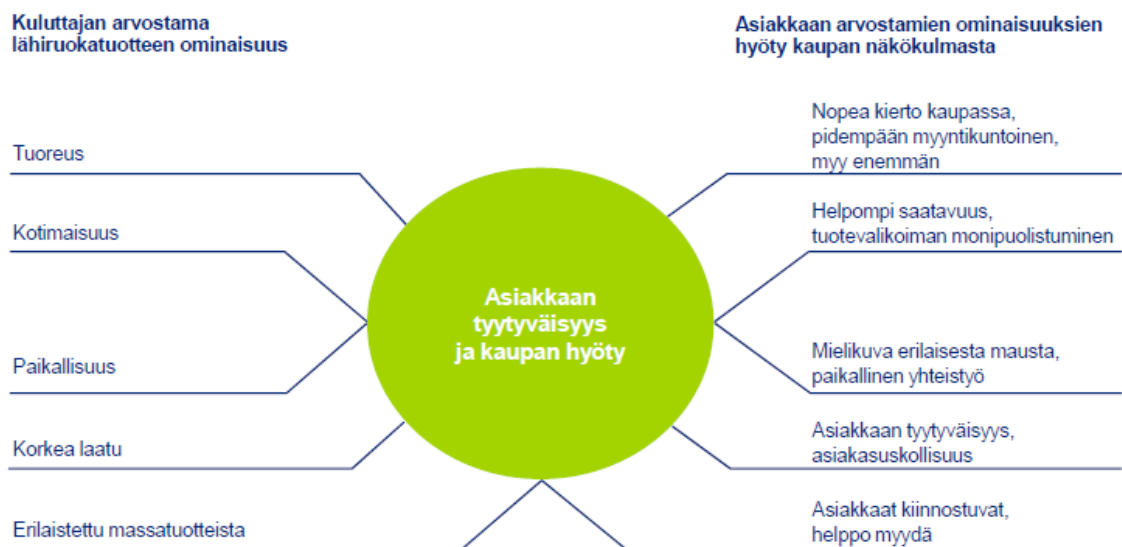 Kuluttajan arvostama
lähiruokatuotteen ominaisuus
Asiakkaan arvostamien ominaisuuksien
hyöty kaupan näkökulmasta
Tuoreus
Nopea kierto kaupassa,
pidempään myyntikuntoinen,
myy enemmän
Kotimaisuus
Helpompi saatavuus,
tuotevalikoiman monipuolistuminen
Asiakkaan
tyytyväisyys
ja kaupan hyöty
Paikallisuus
Mielikuva erilaisesta mausta,
paikallinen yhteistyö
Korkea laatu
Asiakkaan tyytyväisyys,
asiakasuskollisuus
Erilaistettu massatuotteista
Asiakkaat kiinnostuvat,
helppo myydä